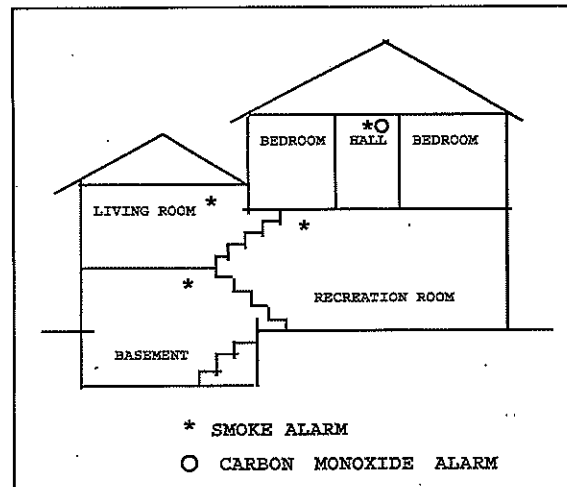 BEDROOM HALL BEDROOM
LIVING ROOM *
RECREATION ROOM
BASEMENT
* SMOKE ALARM
O CARBON MONOXIDE ALARM